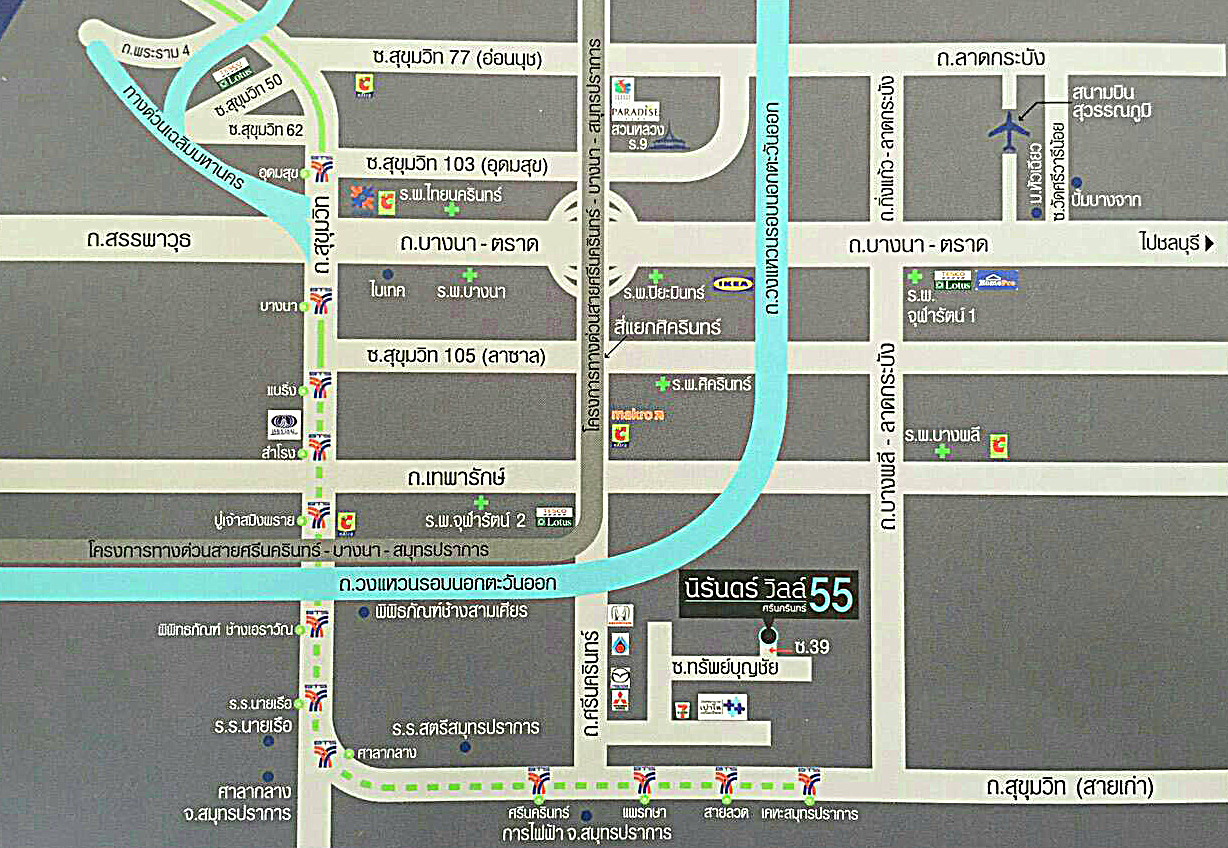 ถ.พระราม 4
ซ.สุขุมวิท 77 (อ่อนนุช)
ถ.ลาดกระบัง
TESCO
Lotus
ซ.สุขุมวิท 50
ซ.สุขุมวิท 62
ทางด่วนเฉลิมมหานคร
PARADISE
สวนหลวง
ร.9
สนามบิน
สุวรรณภูมิ
ถ.กิ่งแก้ว - ลาดกระบัง
ม.หัวเฉียว
ซ.วัดศรีวารีน้อย
ปั๊มบางจาก
อุดมสุข
ซ.สุขุมวิท 103 (อุดมสุข)
ร.พ.ไทยนครินทร์
ถ.สรรพาวุธ
ถ.สุขุมวิท
ถ.บางนา - ตราด
ถ.บางนา - ตราด
ไปชลบุรี
โครงการทางด่วนสายศรีนครินทร์ - บางนา - สมุทรปราการ
ถ.วงแหวนรอบนอกตะวันออก
บางนา
ไบเทค
ร.พ.บางนา
ร.พ.ปิยะมินทร์
IKEA
ร.พ.
จุฬารัตน์ 1
TESCO
Lotus
HomePro
สี่แยกศิครินทร์
ซ.สุขุมวิท 105 (ลาซาล)
แบริ่ง
ร.พ.ศิครินทร์
makro
ถ.บางพลี - ลาดกระบัง
สำโรง
ร.พ.บางพลี
ถ.เทพารักษ์
ปู่เจ้าสมิงพราย
ร.พ.จุฬารัตน์ 2
TESCO
Lotus
โครงการทางด่วนสายศรีนครินทร์ - บางนา - สมุทรปราการ
ถ.วงแหวนรอบนอกตะวันออก
พิพิธภัณฑ์ช้างสามเศียร
นิรันดร์ วิลล์ 55
ศรีนครินทร์
พิพิทธภัณฑ์ ช้างเอราวัณ
ถ.ศรีนครินทร์
ซ.39
ซ.ทรัพย์บุญชัย
ร.ร.นายเรือ
ร.ร.นายเรือ
ร.ร.สตรีสมุทรปราการ
ศาลากลาง
ศาลากลาง
จ.สมุทรปราการ
ถ.สุขุมวิท (สายเก่า)
ศรีนครินทร์
แพรกษา
สายลวด
เคหะสมุทรปราการ
การไฟฟ้า จ.สมุทรปราการ